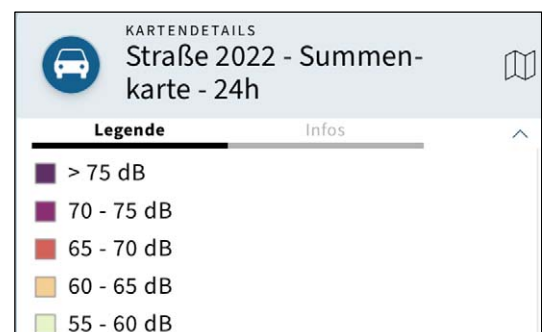 KARTENDETAILS
Straße 2022 - Summen-
karte - 24h
Legende Infos
> 75 dB
70 - 75 dB
65 - 70 dB
60 - 65 dB
55 - 60 dB